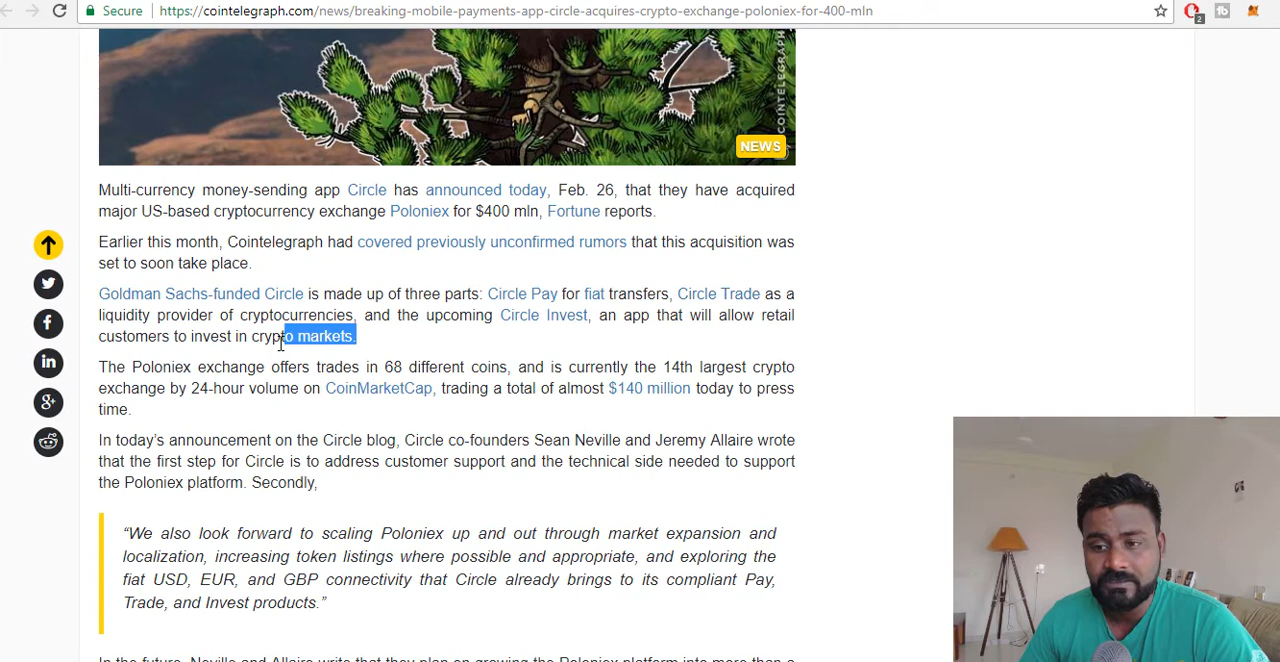 Secure
https://cointelegraph.com/news/breaking-mobile-payments-app-circle-acquires-crypto-exchange-poloniex-for-400-mln
2
COINTELEGRAPH
NEWS
Multi-currency money-sending app Circle has announced today, Feb. 26, that they have acquired
major US-based cryptocurrency exchange Poloniex for $400 mln, Fortune reports.
Earlier this month, Cointelegraph had covered previously unconfirmed rumors that this acquisition was
set to soon take place.
Goldman Sachs-funded Circle is made up of three parts: Circle Pay for fiat transfers, Circle Trade as a
liquidity provider of cryptocurrencies, and the upcoming Circle Invest, an app that will allow retail
customers to invest in crypto markets.
The Poloniex exchange offers trades in 68 different coins, and is currently the 14th largest crypto
exchange by 24-hour volume on CoinMarketCap, trading a total of almost $140 million today to press
time.
In today's announcement on the Circle blog, Circle co-founders Sean Neville and Jeremy Allaire wrote
that the first step for Circle is to address customer support and the technical side needed to support
the Poloniex platform. Secondly,
“We also look forward to scaling Poloniex up and out through market expansion and
localization, increasing token listings where possible and appropriate, and exploring the
fiat USD, EUR, and GBP connectivity that Circle already brings to its compliant Pay,
Trade, and Invest products.”
In the future, Neville and Allaire write that they plan on growing the Poloniex platform into more than a